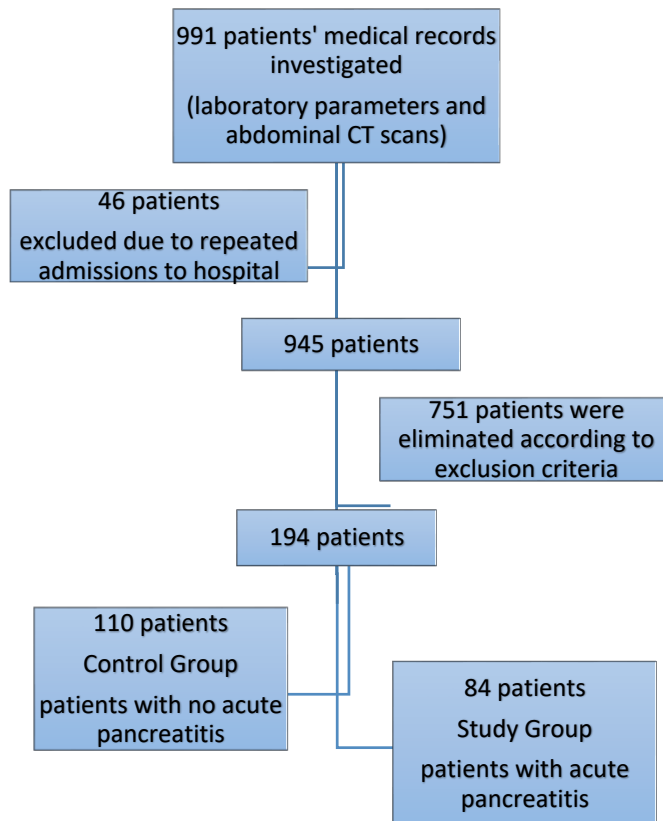 991 patients' medical records
investigated
(laboratory parameters and
abdominal CT scans)
46 patients
excluded due to repeated
admissions to hospital
945 patients
751 patients were
eliminated according to
exclusion criteria
194 patients
110 patients
Control Group
patients with no acute
pancreatitis
84 patients
Study Group
patients with acute
pancreatitis